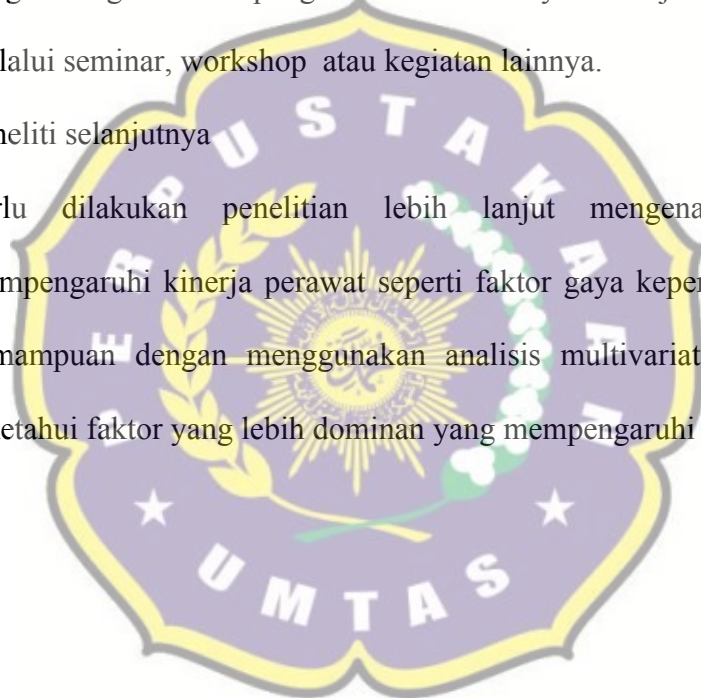 lalui seminar, workshop atau kegiatan lainnya.
neliti selanjutnya
rlu dilakukan penelitian lebih lanjut mengena
mpengaruhi kinerja perawat seperti faktor gaya keper
mampuan dengan menggunakan analisis multivariat
etahui faktor yang lebih dominan yang mempengaruhi
PERPUSTAKAAN
UMTAS